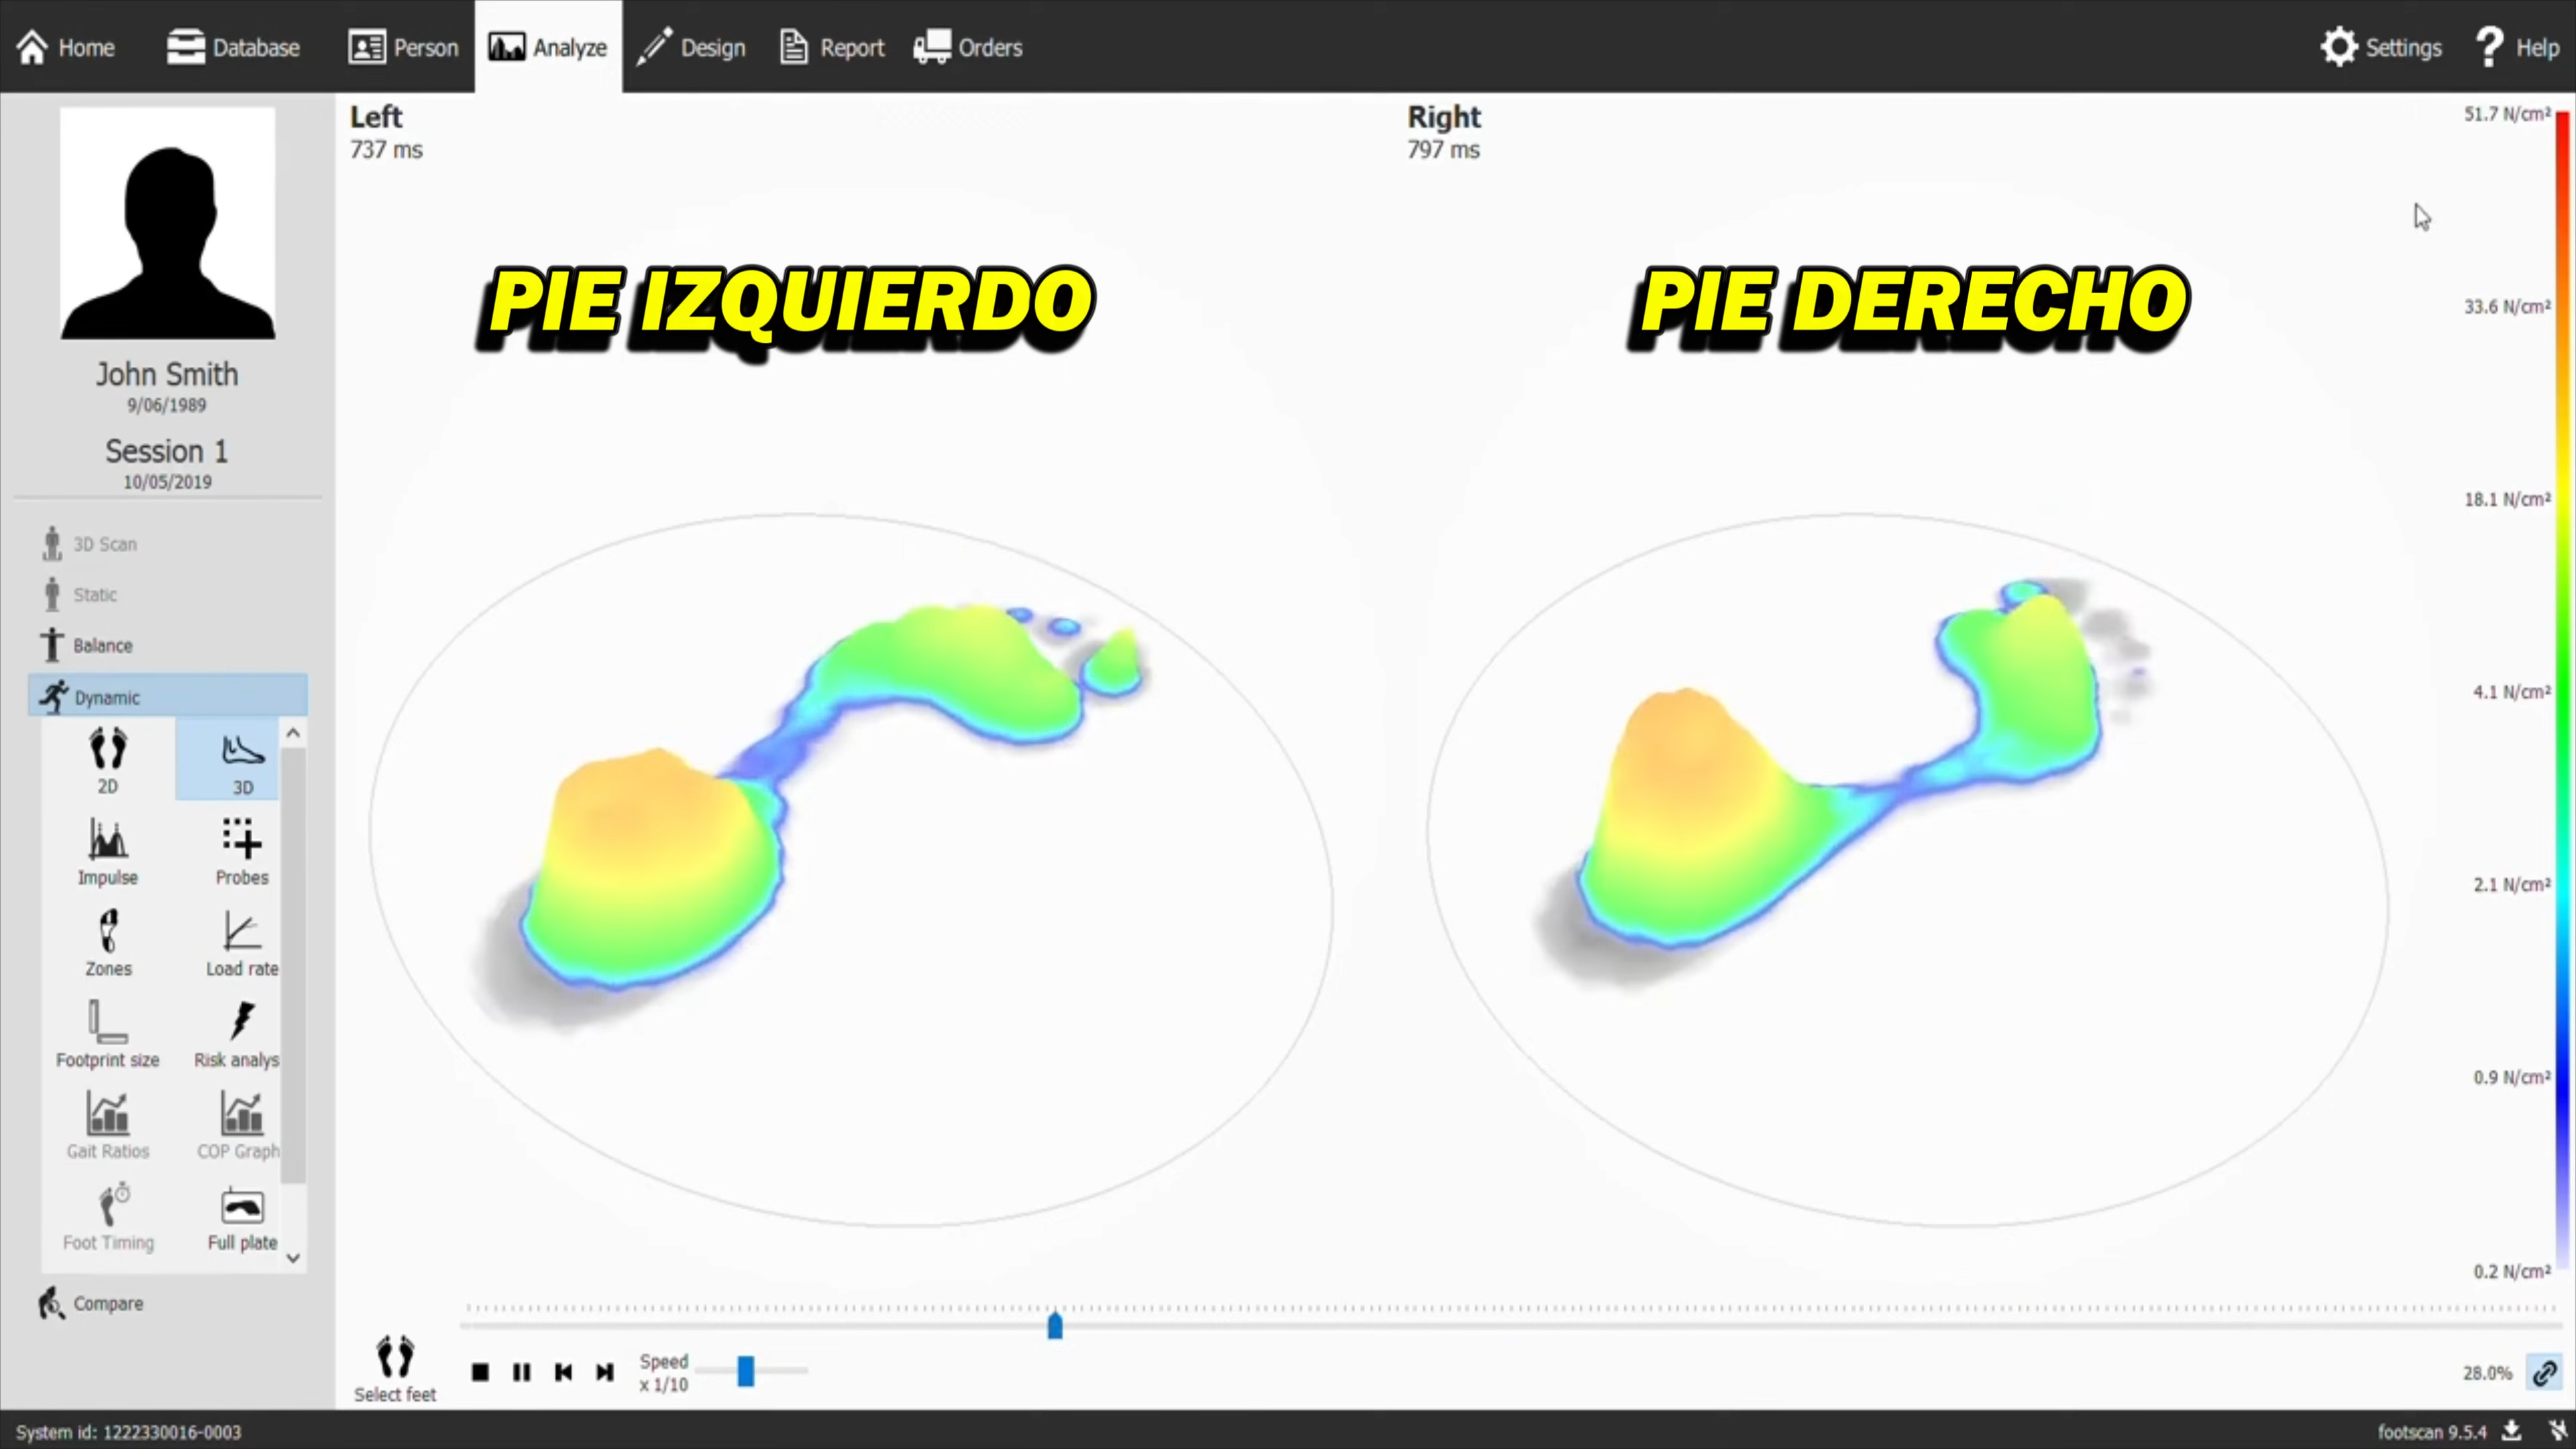 Home
Database
Person
Analyze
Design
Report
Orders
Settings
Help
John Smith
9/06/1989
Session 1
10/05/2019
3D Scan
Static
Balance
Dynamic
2D
3D
Impulse
Probes
Zones
Load rate
Footprint size
Risk analys
Gait Ratios
COP Graph
Foot Timing
Full plate
Compare
Left
737 ms
Right
797 ms
PIE IZQUIERDO
PIE DERECHO
51.7 N/cm²
33.6 N/cm²
18.1 N/cm²
4.1 N/cm²
2.1 N/cm²
0.9 N/cm²
0.2 N/cm²
Select feet
Speed
x 1/10
28.0%
System id: 1222330016-0003
footscan 9.5.4